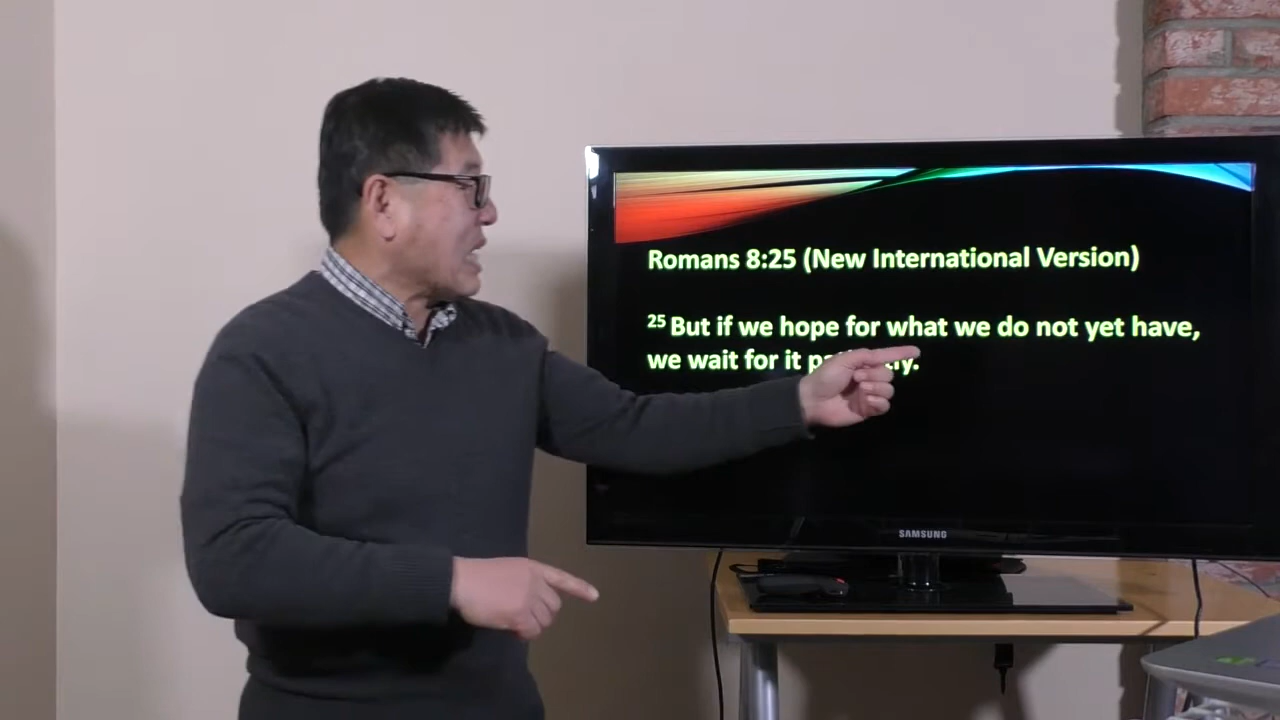 Romans 8:25 (New International Version)
25 But if we hope for what we do not yet have,
we wait for it
SAMSUNG